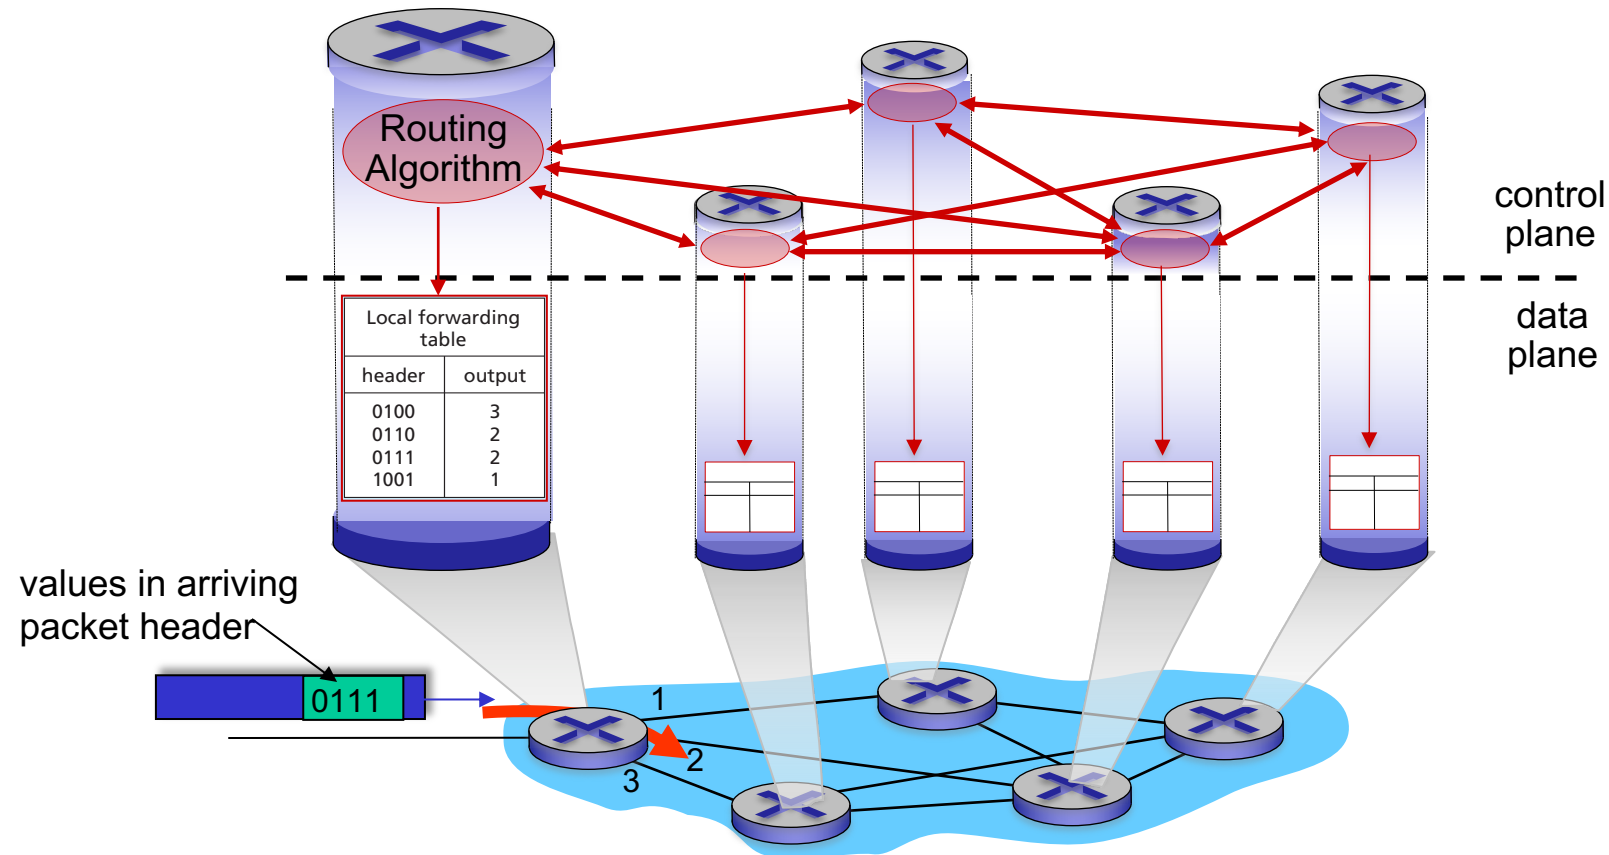 Routing
Algorithm
control
plane
data
plane
Local forwarding
table
header output
0100 3
0110 2
0111 2
1001 1
values in arriving
packet header
0111
1
2
3